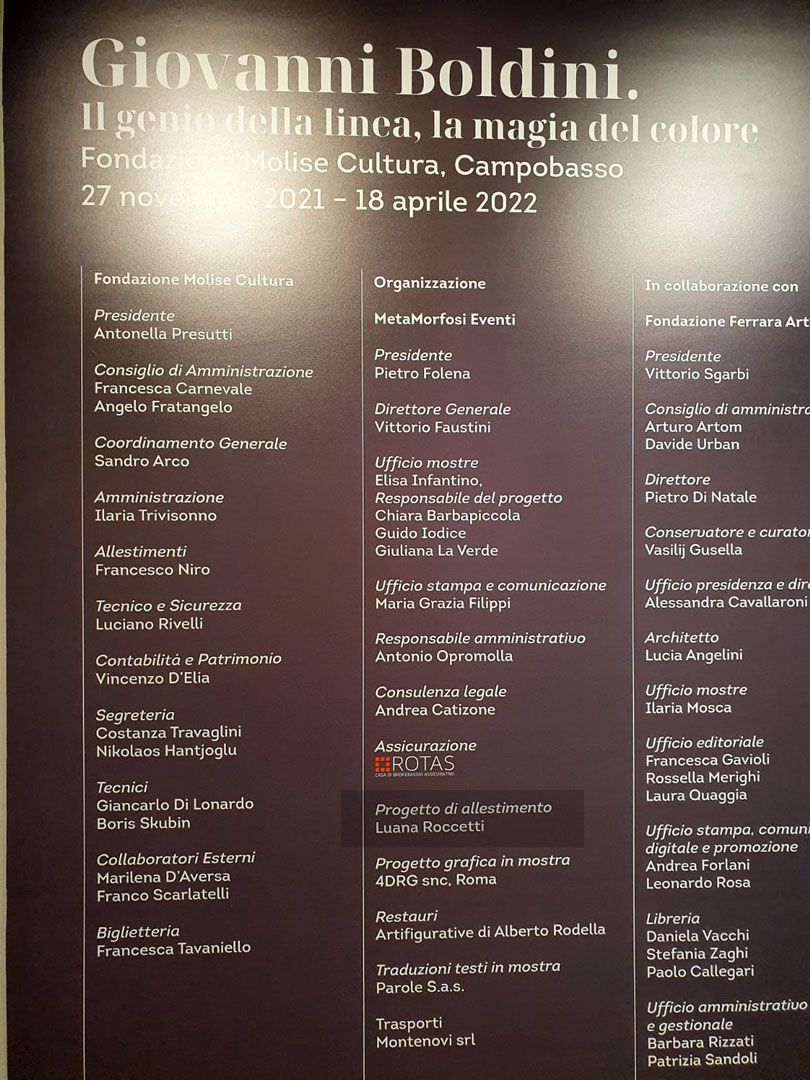 Giovanni Boldini.
Il genio della linea, la magia del colore
Fondazione Molise Cultura, Campobasso
27 novembre 2021 – 18 aprile 2022
Fondazione Molise Cultura
Presidente
Antonella Presutti
Consiglio di Amministrazione
Francesca Carnevale
Angelo Fratangelo
Coordinamento Generale
Sandro Arco
Amministrazione
Ilaria Trivisonno
Allestimenti
Francesco Niro
Tecnico e Sicurezza
Luciano Rivelli
Contabilità e Patrimonio
Vincenzo D'Elia
Segreteria
Costanza Travaglini
Nikolaos Hantjoglu
Tecnici
Giancarlo Di Lonardo
Boris Skubin
Collaboratori Esterni
Marilena D'Aversa
Franco Scarlatelli
Biglietteria
Francesca Tavaniello
Organizzazione
MetaMorfosi Eventi
Presidente
Pietro Folena
Direttore Generale
Vittorio Faustini
Ufficio mostre
Elisa Infantino,
Responsabile del progetto
Chiara Barbapiccola
Guido Iodice
Giuliana La Verde
Ufficio stampa e comunicazione
Maria Grazia Filippi
Responsabile amministrativo
Antonio Opromolla
Consulenza legale
Andrea Catizone
Assicurazione
ROTAS
CASA DI BROKERAGGIO ASSICURATIVO
Progetto di allestimento
Luana Roccetti
Progetto grafica in mostra
4DRG snc, Roma
Restauri
Artifigurative di Alberto Rodella
Traduzioni testi in mostra
Parole S.a.s.
Trasporti
Montenovi srl
In collaborazione con
Fondazione Ferrara Art
Presidente
Vittorio Sgarbi
Consiglio di amministra
Arturo Artom
Davide Urban
Direttore
Pietro Di Natale
Conservatore e curator
Vasilij Gusella
Ufficio presidenza e dire
Alessandra Cavallaroni
Architetto
Lucia Angelini
Ufficio mostre
Ilaria Mosca
Ufficio editoriale
Francesca Gavioli
Rossella Merighi
Laura Quaggia
Ufficio stampa, comuni
digitale e promozione
Andrea Forlani
Leonardo Rosa
Libreria
Daniela Vacchi
Stefania Zaghi
Paolo Callegari
Ufficio amministrativo
e gestionale
Barbara Rizzati
Patrizia Sandoli